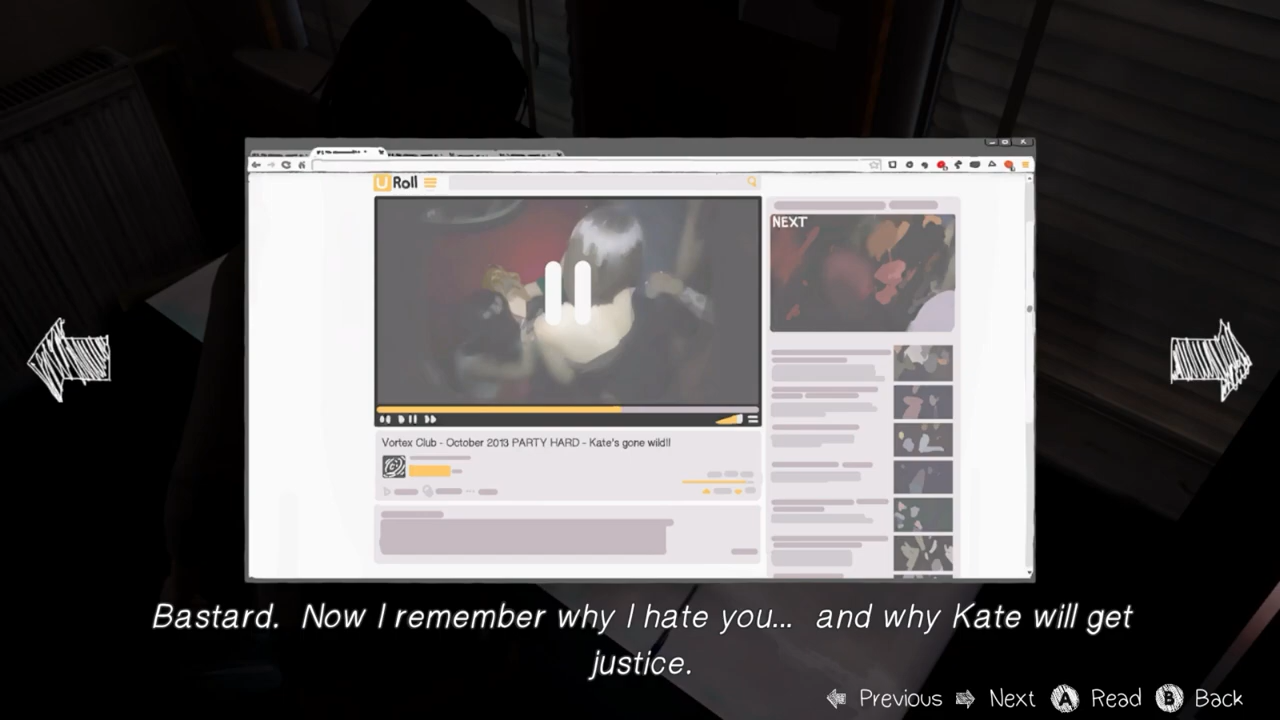 U Roll
NEXT
Vortex Club - October 2013 PARTY HARD - Kate's gone wild!!
Bastard. Now I remember why I hate you... and why Kate will get
justice.
Previous Next A Read B Back